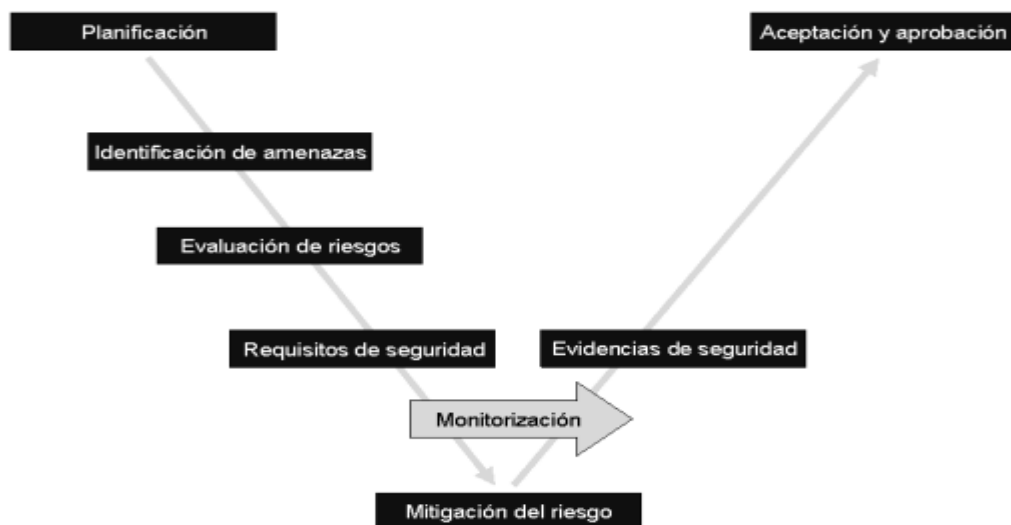 Planificación
Aceptación y aprobación
Identificación de amenazas
Evaluación de riesgos
Requisitos de seguridad
Evidencias de seguridad
Monitorización
Mitigación del riesgo